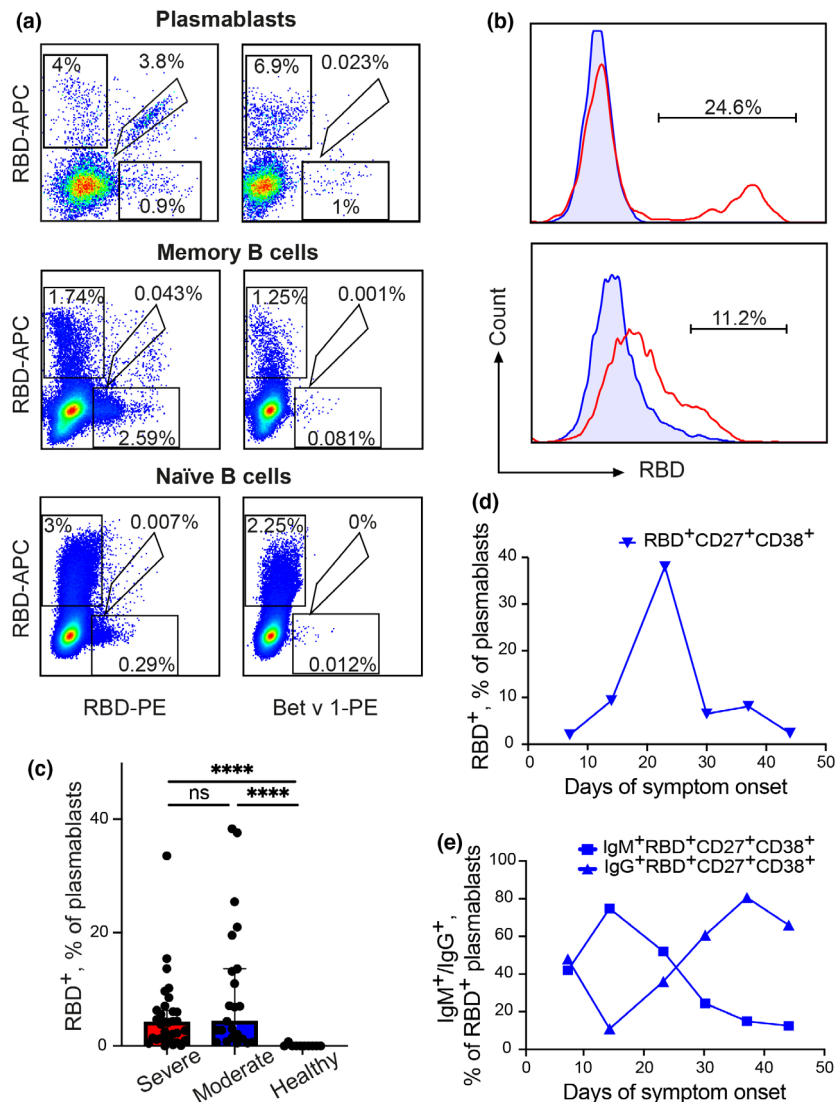 (a)
Plasmablasts
4%
3.8%
0.9%
6.9%
0.023%
1%
RBD-APC
Memory B cells
1.74%
0.043%
2.59%
1.25%
0.001%
0.081%
RBD-APC
Naïve B cells
3%
0.007%
0.29%
2.25%
0%
0.012%
RBD-APC
RBD-PE
Bet v 1-PE
(b)
24.6%
11.2%
Count
RBD
(c)
****
ns
****
RBD⁺, % of plasmablasts
40
20
0
Severe
Moderate
Healthy
(d)
RBD⁺CD27⁺CD38⁺
RBD⁺, % of plasmablasts
40
30
20
10
0
0 10 20 30 40 50
Days of symptom onset
(e)
IgM⁺RBD⁺CD27⁺CD38⁺
IgG⁺RBD⁺CD27⁺CD38⁺
IgM⁺/IgG⁺,
% of RBD⁺ plasmablasts
100
80
60
40
20
0
0 10 20 30 40 50
Days of symptom onset